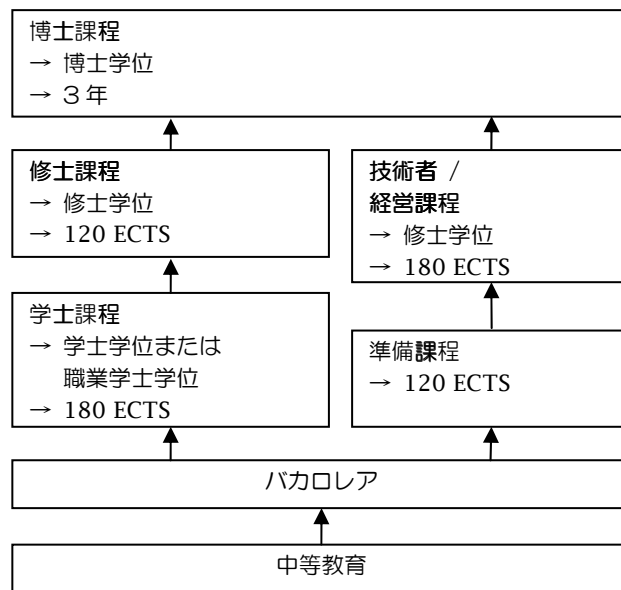 博士課程
→ 博士学位
→ 3年
修士課程
→ 修士学位
→ 120 ECTS
技術者 /
経営課程
→ 修士学位
→ 180 ECTS
学士課程
→ 学士学位または
職業学士学位
→ 180 ECTS
準備課程
→ 120 ECTS
バカロレア
中等教育